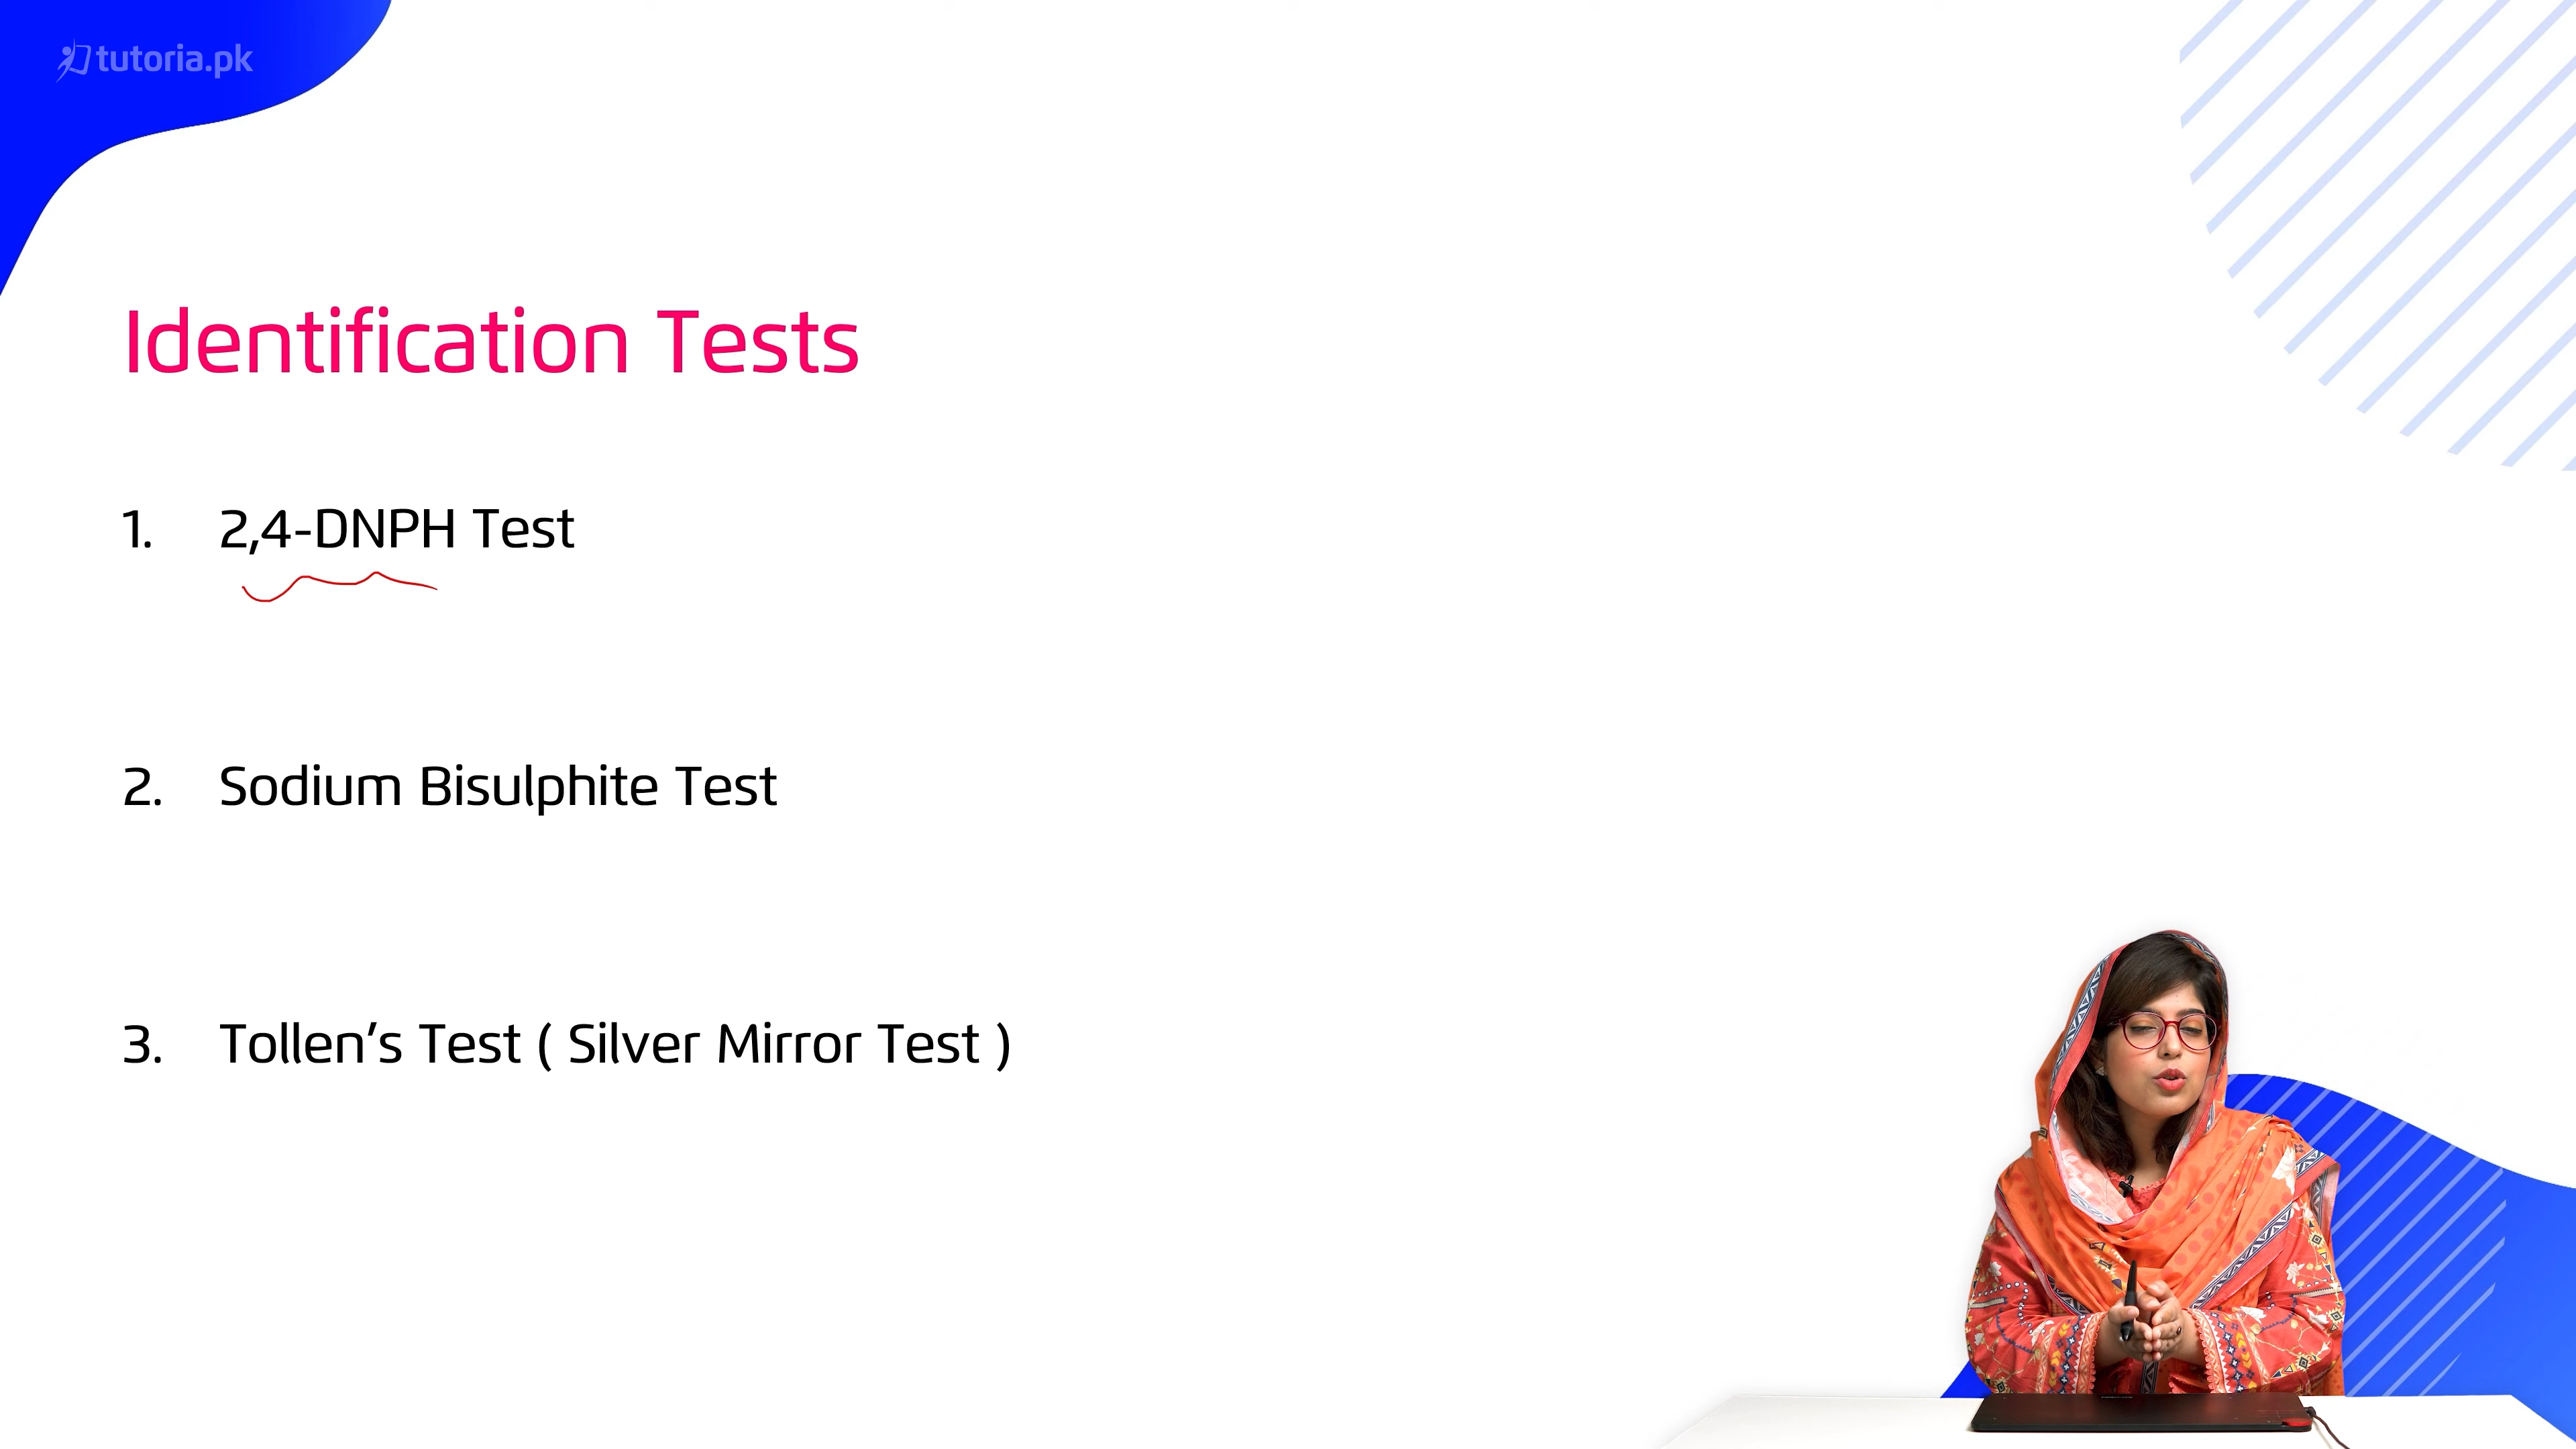 tutoria.pk
Identification Tests
1. 2,4-DNPH Test
2. Sodium Bisulphite Test
3. Tollen’s Test ( Silver Mirror Test )